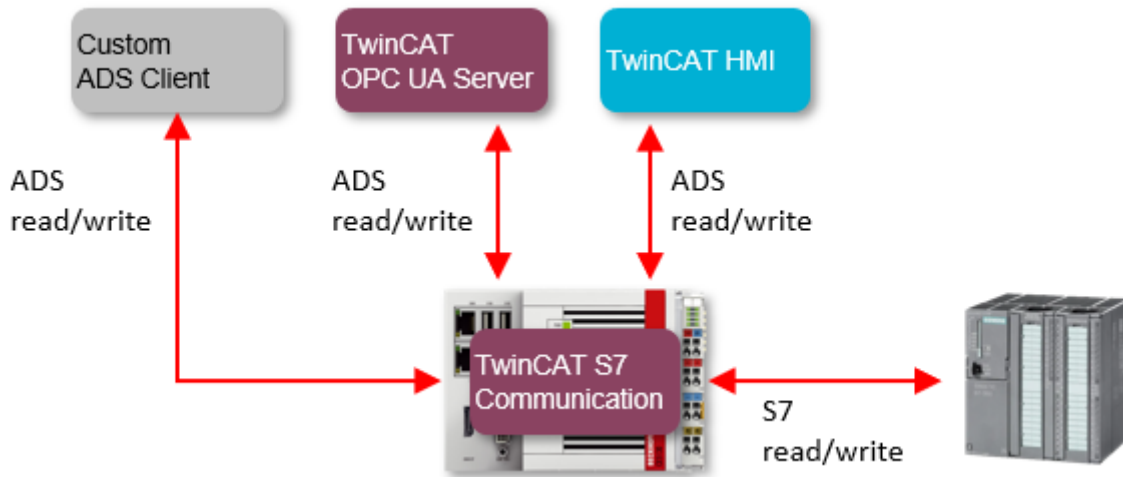 Custom
ADS Client
TwinCAT
OPC UA Server
TwinCAT HMI
ADS
read/write
ADS
read/write
ADS
read/write
TwinCAT S7
Communication
S7
read/write